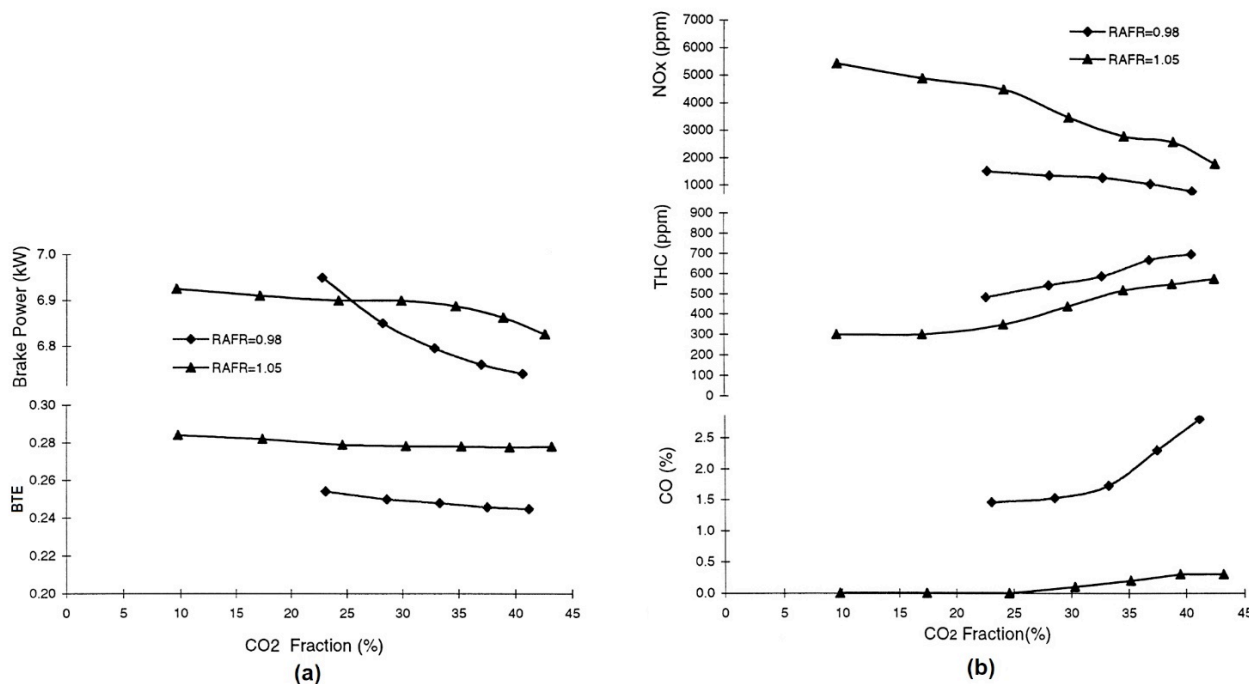 Brake Power (kW)
7.0
6.9
6.8
RAFR=0.98
RAFR=1.05
BTE
0.30
0.28
0.26
0.24
0.22
0.20
0 5 10 15 20 25 30 35 40 45
CO2 Fraction (%)
(a)
NOx (ppm)
7000
6000
5000
4000
3000
2000
1000
RAFR=0.98
RAFR=1.05
THC (ppm)
900
800
700
600
500
400
300
200
100
0
CO (%)
2.5
2.0
1.5
1.0
0.5
0.0
0 5 10 15 20 25 30 35 40 45
CO2 Fraction(%)
(b)